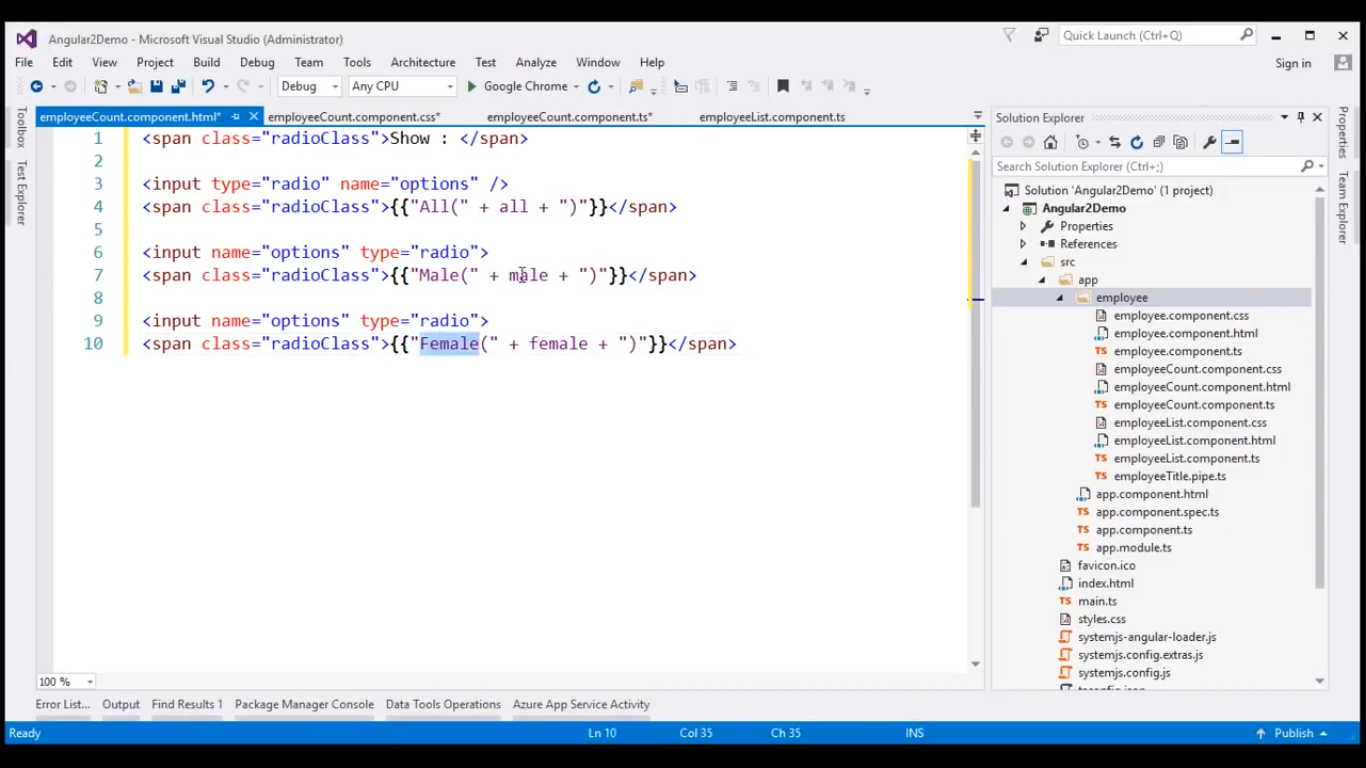 Angular2Demo - Microsoft Visual Studio (Administrator)
Quick Launch (Ctrl+Q)
File Edit View Project Build Debug Team Tools Architecture Test Analyze Window Help
Sign in
Debug Any CPU Google Chrome
employeeCount.component.html* employeeCount.component.css* employeeCount.component.ts* employeeList.component.ts
Toolbox
Test Explorer
1 <span class="radioClass">Show : </span>
2
3 <input type="radio" name="options" />
4 <span class="radioClass">{{"All(" + all + ")"}}</span>
5
6 <input name="options" type="radio">
7 <span class="radioClass">{{"Male(" + male + ")"}}</span>
8
9 <input name="options" type="radio">
10 <span class="radioClass">{{"Female(" + female + ")"}}</span>
100 %
Solution Explorer
Search Solution Explorer (Ctrl+;)
Solution 'Angular2Demo' (1 project)
Angular2Demo
Properties
References
src
app
employee
employee.component.css
employee.component.html
employee.component.ts
employeeCount.component.css
employeeCount.component.html
employeeCount.component.ts
employeeList.component.css
employeeList.component.html
employeeList.component.ts
employeeTitle.pipe.ts
app.component.html
app.component.spec.ts
app.component.ts
app.module.ts
favicon.ico
index.html
main.ts
styles.css
systemjs-angular-loader.js
systemjs.config.extras.js
systemjs.config.js
Properties
Team Explorer
Error List... Output Find Results 1 Package Manager Console Data Tools Operations Azure App Service Activity
Ready Ln 10 Col 35 Ch 35 INS Publish